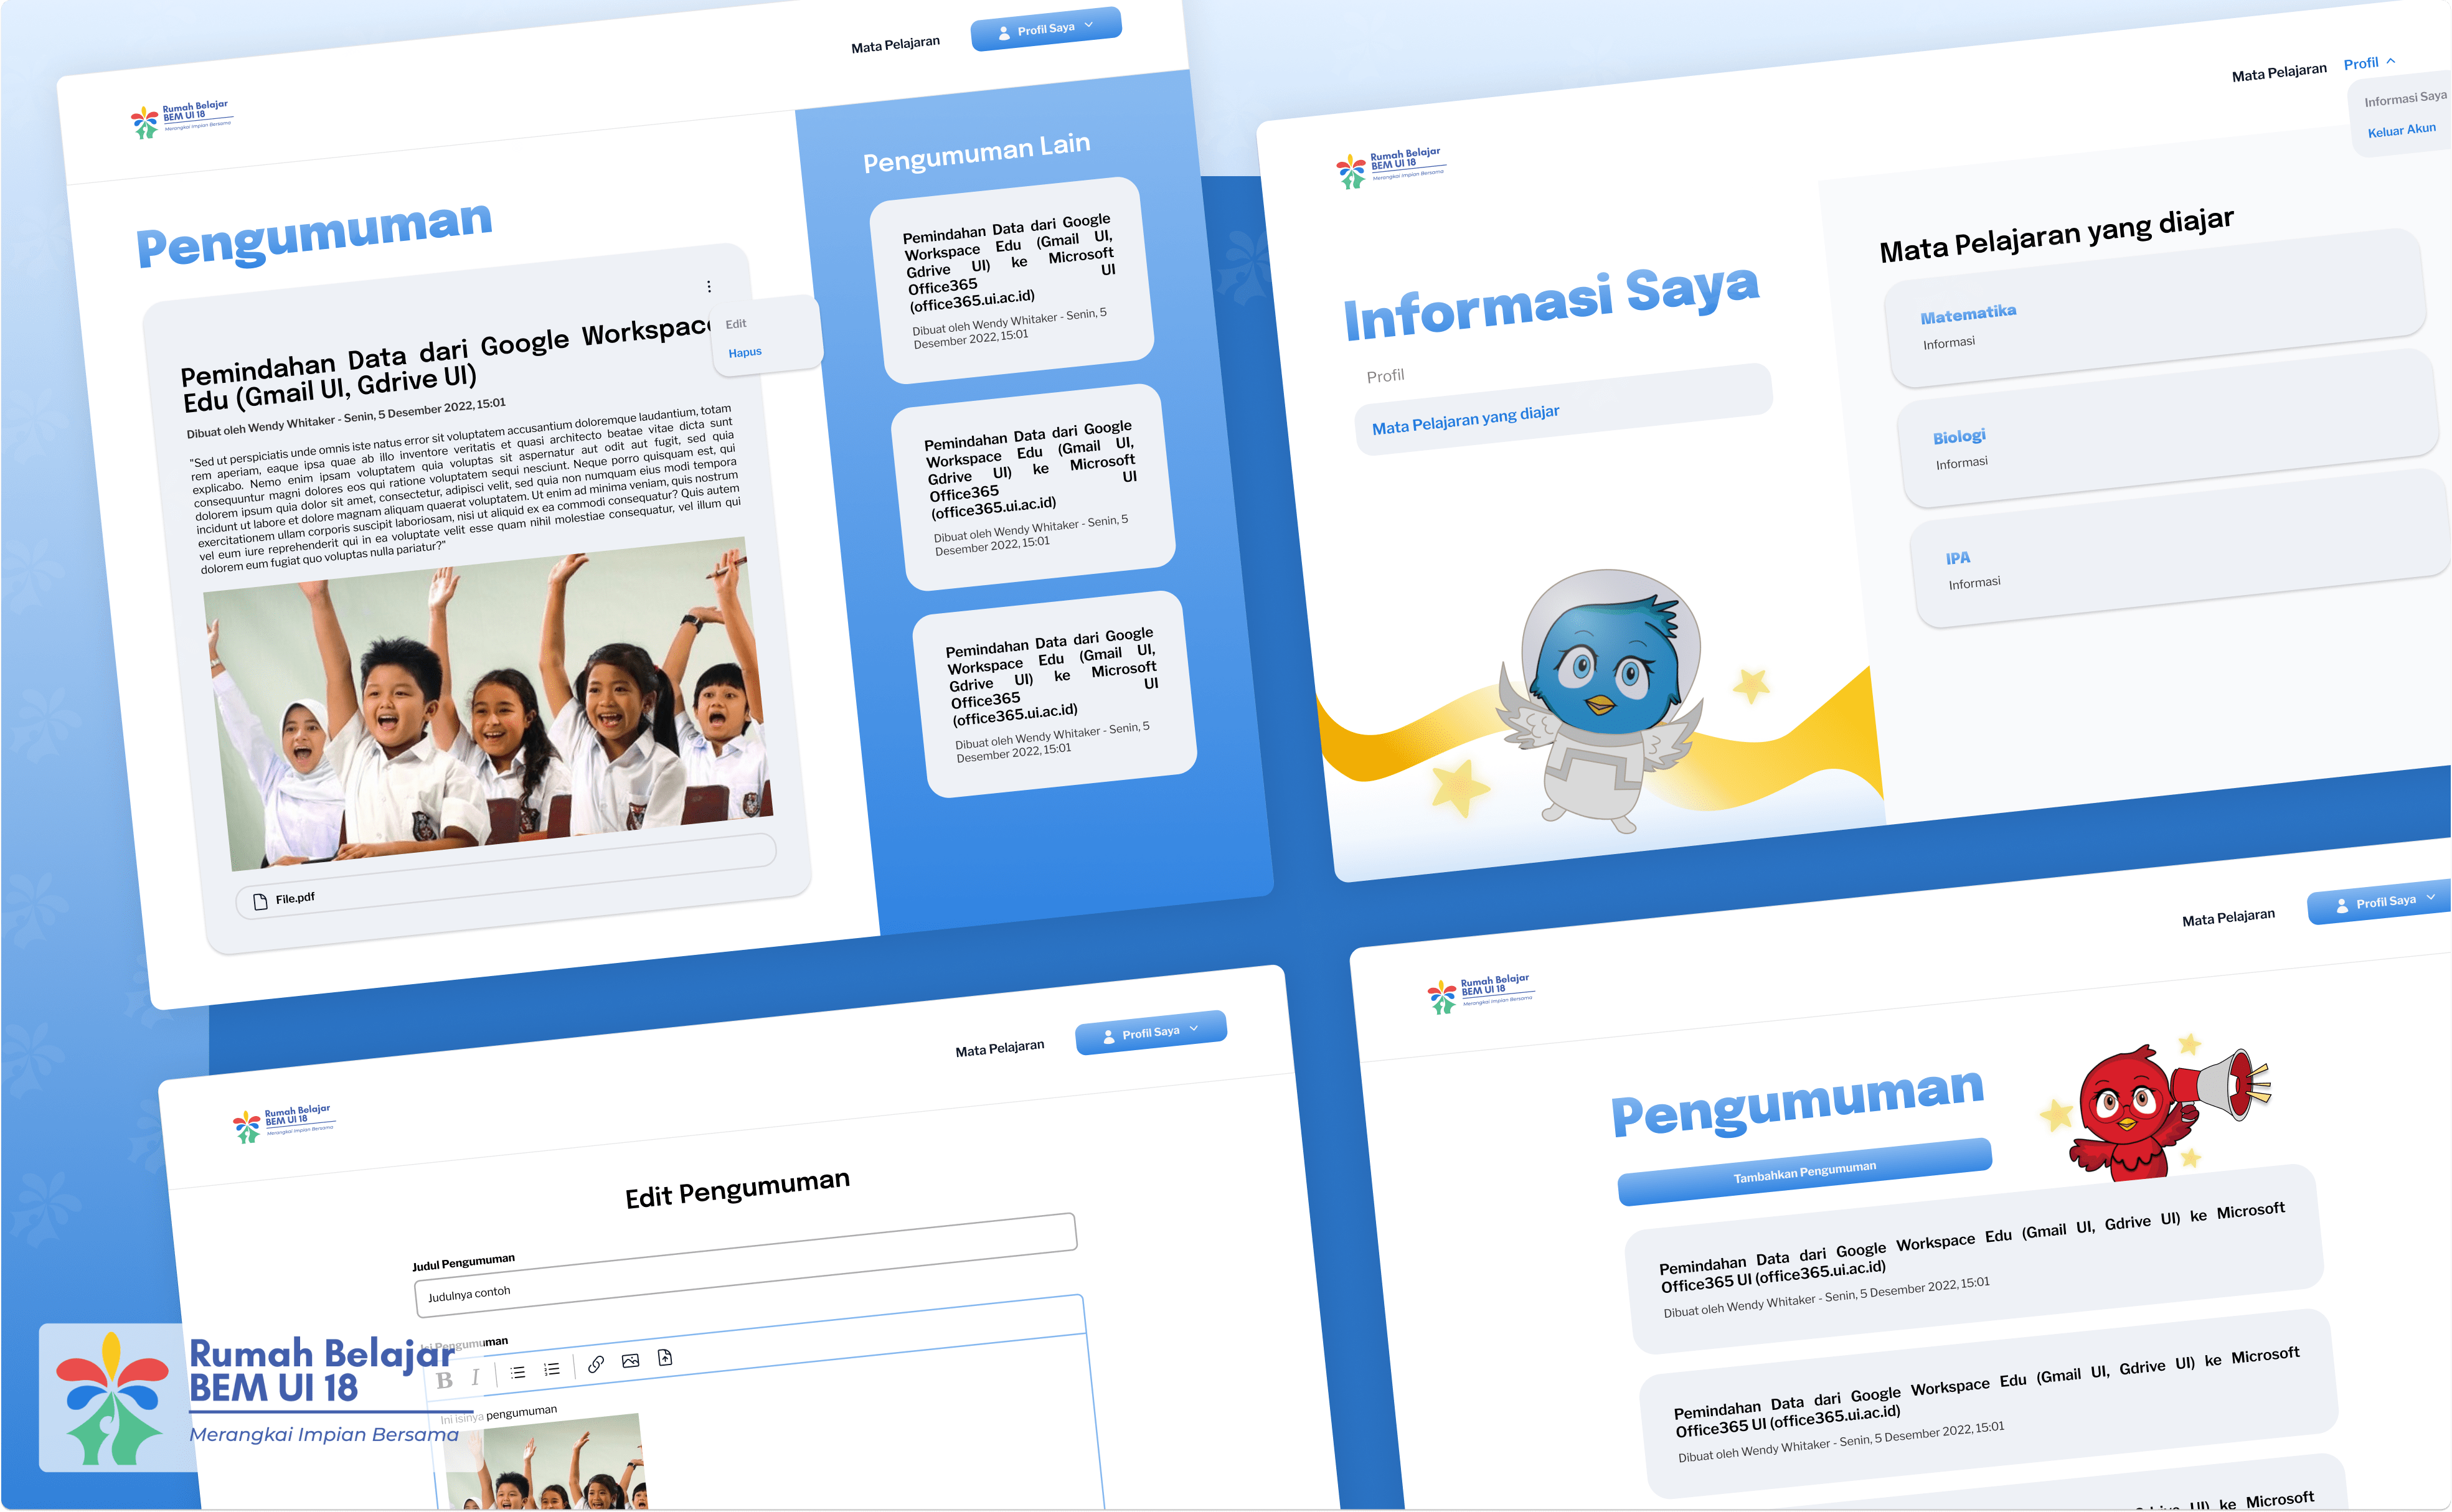 Mata Pelajaran
Profil Saya
Rumah Belajar
BEM UI 18
Merangkai Impian Bersama
Pengumuman
Edit
Hapus
Pemindahan Data dari Google Workspace
Edu (Gmail UI, Gdrive UI)
Dibuat oleh Wendy Whitaker - Senin, 5 Desember 2022, 15:01
"Sed ut perspiciatis unde omnis iste natus error sit voluptatem accusantium doloremque laudantium, totam
rem aperiam, eaque ipsa quae ab illo inventore veritatis et quasi architecto beatae vitae dicta sunt
explicabo. Nemo enim ipsam voluptatem quia voluptas sit aspernatur aut odit aut fugit, sed quia
consequuntur magni dolores eos qui ratione voluptatem sequi nesciunt. Neque porro quisquam est, qui
dolorem ipsum quia dolor sit amet, consectetur, adipisci velit, sed quia non numquam eius modi tempora
incidunt ut labore et dolore magnam aliquam quaerat voluptatem. Ut enim ad minima veniam, quis nostrum
exercitationem ullam corporis suscipit laboriosam, nisi ut aliquid ex ea commodi consequatur? Quis autem
vel eum iure reprehenderit qui in ea voluptate velit esse quam nihil molestiae consequatur, vel illum qui
dolorem eum fugiat quo voluptas nulla pariatur?"
File.pdf
Pengumuman Lain
Pemindahan Data dari Google
Workspace Edu (Gmail UI,
Gdrive UI) ke Microsoft
Office365 UI
(office365.ui.ac.id)
Dibuat oleh Wendy Whitaker - Senin, 5
Desember 2022, 15:01
Pemindahan Data dari Google
Workspace Edu (Gmail UI,
Gdrive UI) ke Microsoft
Office365 UI
(office365.ui.ac.id)
Dibuat oleh Wendy Whitaker - Senin, 5
Desember 2022, 15:01
Pemindahan Data dari Google
Workspace Edu (Gmail UI,
Gdrive UI) ke Microsoft
Office365 UI
(office365.ui.ac.id)
Dibuat oleh Wendy Whitaker - Senin, 5
Desember 2022, 15:01
Mata Pelajaran
Profil
Informasi Saya
Keluar Akun
Rumah Belajar
BEM UI 18
Merangkai Impian Bersama
Informasi Saya
Profil
Mata Pelajaran yang diajar
Mata Pelajaran yang diajar
Matematika
Informasi
Biologi
Informasi
IPA
Informasi
Mata Pelajaran
Profil Saya
Rumah Belajar
BEM UI 18
Merangkai Impian Bersama
Edit Pengumuman
Judul Pengumuman
Judulnya contoh
Isi Pengumuman
B I
Ini isinya pengumuman
Rumah Belajar
BEM UI 18
Merangkai Impian Bersama
Mata Pelajaran
Profil Saya
Rumah Belajar
BEM UI 18
Merangkai Impian Bersama
Pengumuman
Tambahkan Pengumuman
Pemindahan Data dari Google Workspace Edu (Gmail UI, Gdrive UI) ke Microsoft
Office365 UI (office365.ui.ac.id)
Dibuat oleh Wendy Whitaker - Senin, 5 Desember 2022, 15:01
Pemindahan Data dari Google Workspace Edu (Gmail UI, Gdrive UI) ke Microsoft
Office365 UI (office365.ui.ac.id)
Dibuat oleh Wendy Whitaker - Senin, 5 Desember 2022, 15:01
UI) ke Microsoft